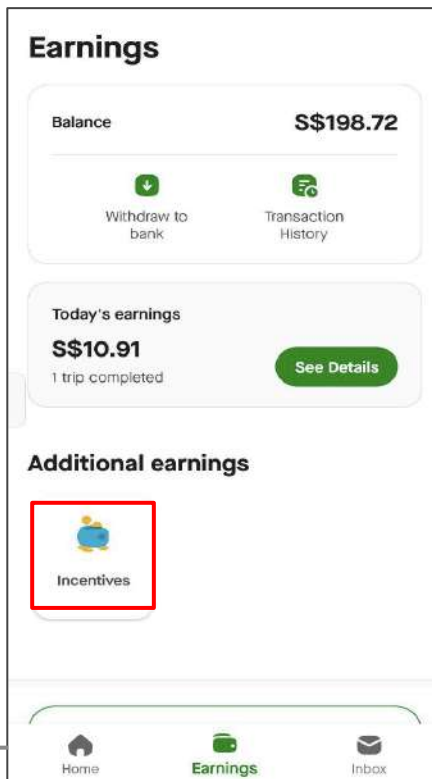 Earnings
Balance S$198.72
Withdraw to Transaction
bank History
Today's earnings
S$10.91
1 trip completed See Details
Additional earnings
Incentives
Home Earnings Inbox